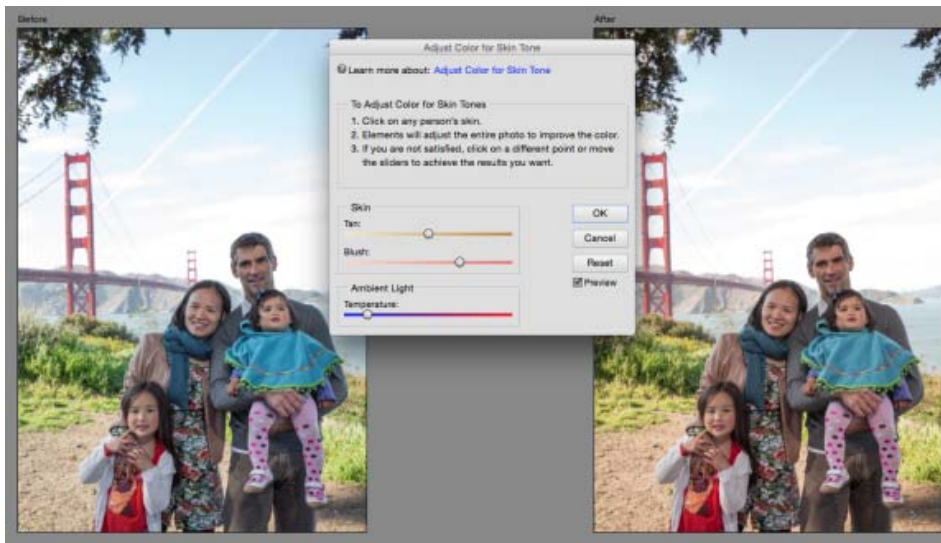 Before
After
Adjust Color for Skin Tone
Learn more about: Adjust Color for Skin Tone
To Adjust Color for Skin Tones
1. Click on any person's skin.
2. Elements will adjust the entire photo to improve the color.
3. If you are not satisfied, click on a different point or move
the sliders to achieve the results you want.
Skin
Tan:
Blush:
Ambient Light
Temperature:
OK
Cancel
Reset
Preview